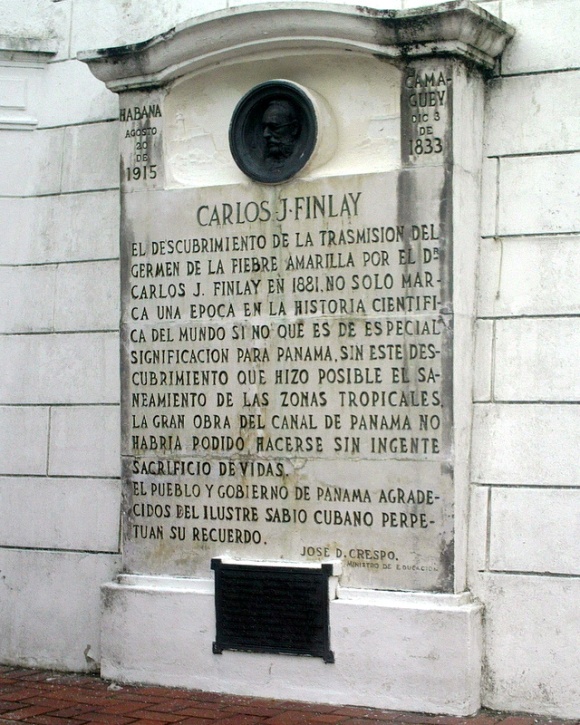 HABANA
AGOSTO
20
DE
1915
CAMA-
GUEY
DIC 3
DE
1833
CARLOS J. FINLAY
EL DESCUBRIMIENTO DE LA TRASMISION DEL
GERMEN DE LA FIEBRE AMARILLA POR EL DR
CARLOS J. FINLAY EN 1881, NO SOLO MAR-
CA UNA EPOCA EN LA HISTORIA CIENTIFI-
CA DEL MUNDO SI NO QUE ES DE ESPECIAL
SIGNIFICACION PARA PANAMA, SIN ESTE DES-
CUBRIMIENTO QUE HIZO POSIBLE EL SA-
NEAMIENTO DE LAS ZONAS TROPICALES,
LA GRAN OBRA DEL CANAL DE PANAMA NO
HABRIA PODIDO HACERSE SIN INGENTE
SACRIFICIO DE VIDAS.
EL PUEBLO Y GOBIERNO DE PANAMA AGRADE-
CIDOS DEL ILUSTRE SABIO CUBANO PERPE-
TUAN SU RECUERDO.
JOSÉ D. CRESPO.
MINISTRO DE EDUCACION